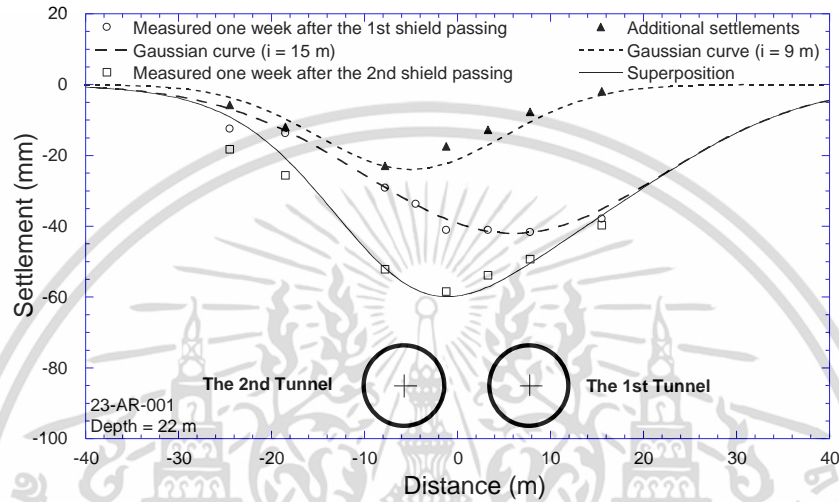 20
0
-20
-40
-60
-80
-100
Settlement (mm)
Measured one week after the 1st shield passing
Gaussian curve (i = 15 m)
Measured one week after the 2nd shield passing
Additional settlements
Gaussian curve (i = 9 m)
Superposition
The 2nd Tunnel
The 1st Tunnel
23-AR-001
Depth = 22 m
-40 -30 -20 -10 0 10 20 30 40
Distance (m)